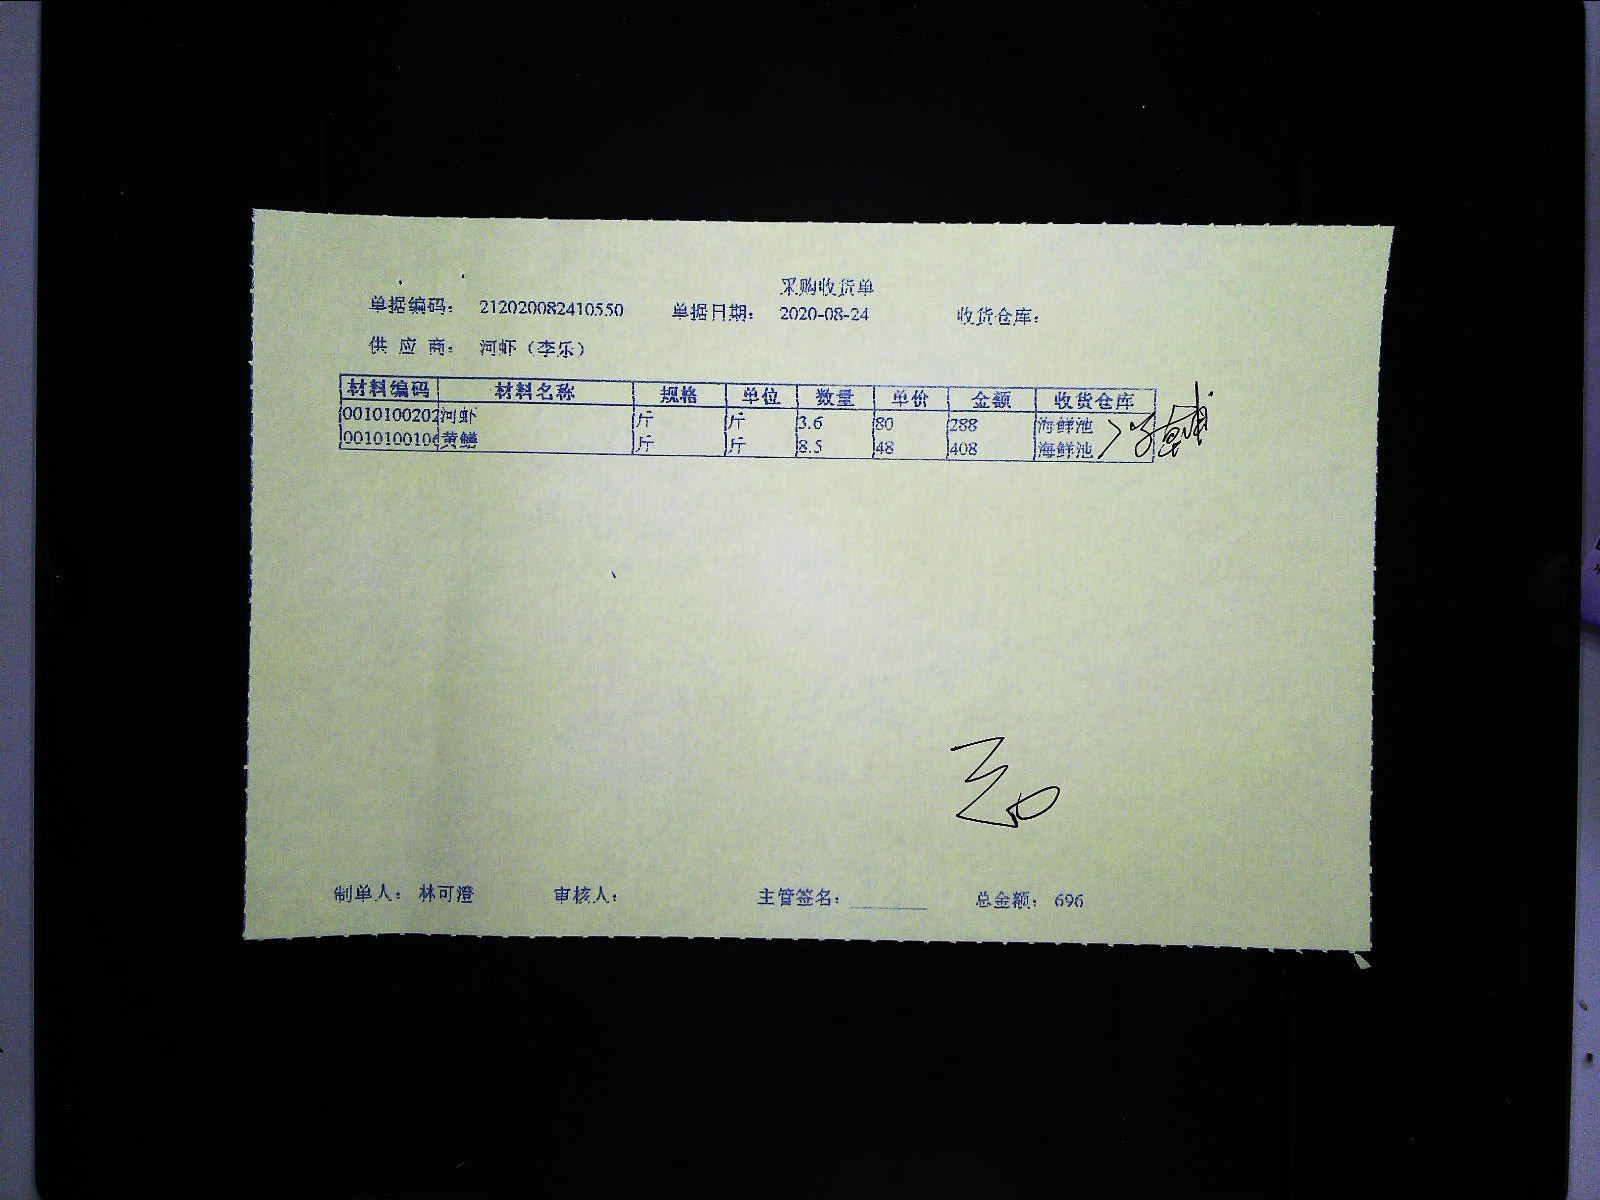 采购收货单
单据编码： 212020082410550 单据日期： 2020-08-24 收货仓库：
供 应 商： 河虾（李乐）
材料编码 材料名称 规格 单位 数量 单价 金额 收货仓库
0010100202 河虾 斤 斤 3.6 80 288 海鲜池
001010010 黄鳝 斤 斤 8.5 48 408 海鲜池
制单人： 林可澄 审核人： 主管签名： 总金额： 696